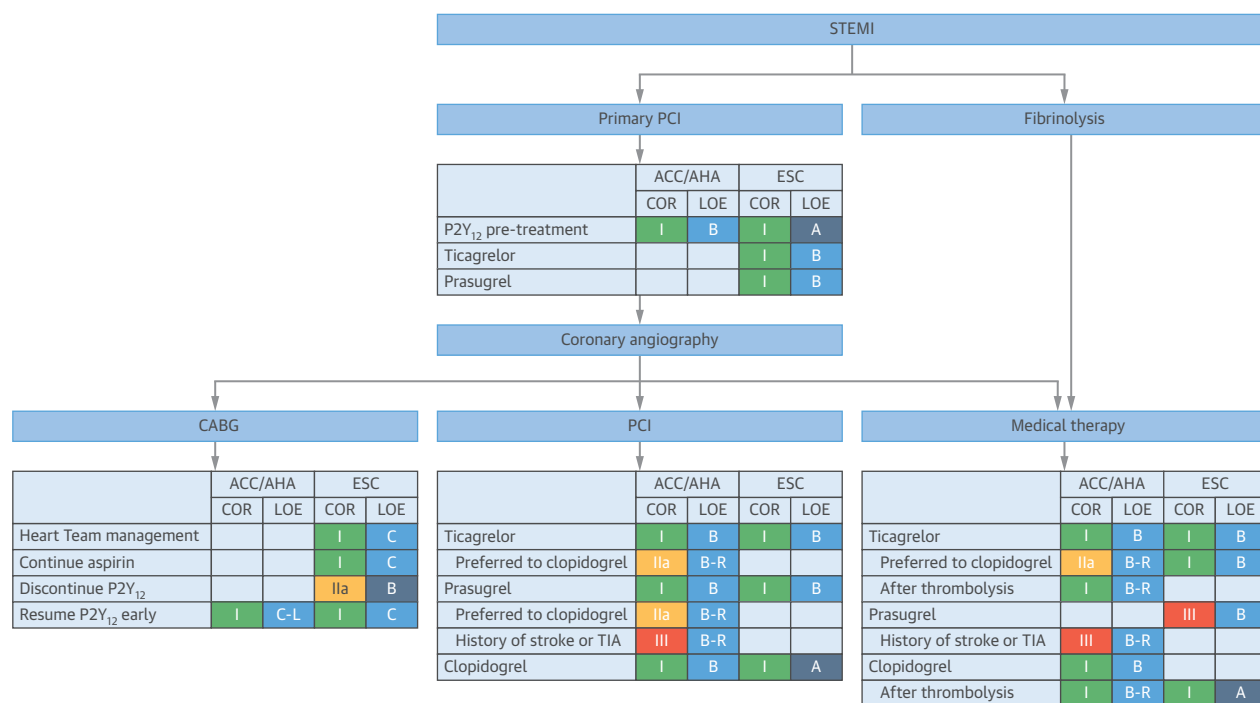 STEMI
Primary PCI
Fibrinolysis
ACC/AHA ESC
COR LOE COR LOE
P2Y12 pre-treatment I B I A
Ticagrelor I B
Prasugrel I B
Coronary angiography
CABG
PCI
Medical therapy
ACC/AHA ESC
COR LOE COR LOE
Heart Team management I C
Continue aspirin I C
Discontinue P2Y12 IIa B
Resume P2Y12 early I C-L I C
ACC/AHA ESC
COR LOE COR LOE
Ticagrelor I B I B
Preferred to clopidogrel IIa B-R
Prasugrel I B I B
Preferred to clopidogrel IIa B-R
History of stroke or TIA III B-R
Clopidogrel I B I A
ACC/AHA ESC
COR LOE COR LOE
Ticagrelor I B I B
Preferred to clopidogrel IIa B-R I B
After thrombolysis I B-R
Prasugrel III B
History of stroke or TIA III B-R
Clopidogrel I B
After thrombolysis I B-R I A